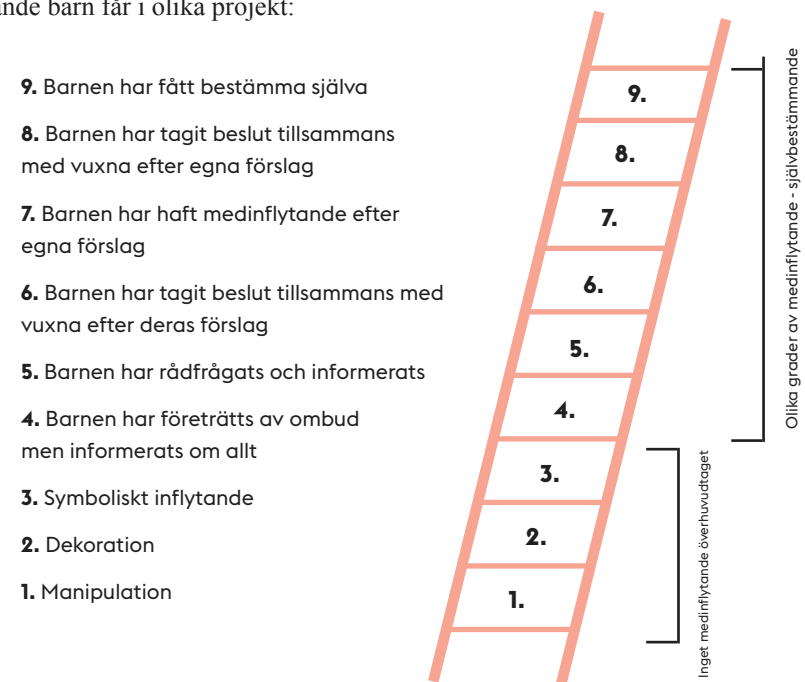 ande barn får i olika projekt:
9. Barnen har fått bestämma själva
8. Barnen har tagit beslut tillsammans
med vuxna efter egna förslag
7. Barnen har haft medinflytande efter
egna förslag
6. Barnen har tagit beslut tillsammans med
vuxna efter deras förslag
5. Barnen har rådfrågats och informerats
4. Barnen har företrätts av ombud
men informerats om allt
3. Symboliskt inflytande
2. Dekoration
1. Manipulation
9.
8.
7.
6.
5.
4.
3.
2.
1.
Olika grader av medinflytande - självbestämmande
Inget medinflytande överhuvudtaget